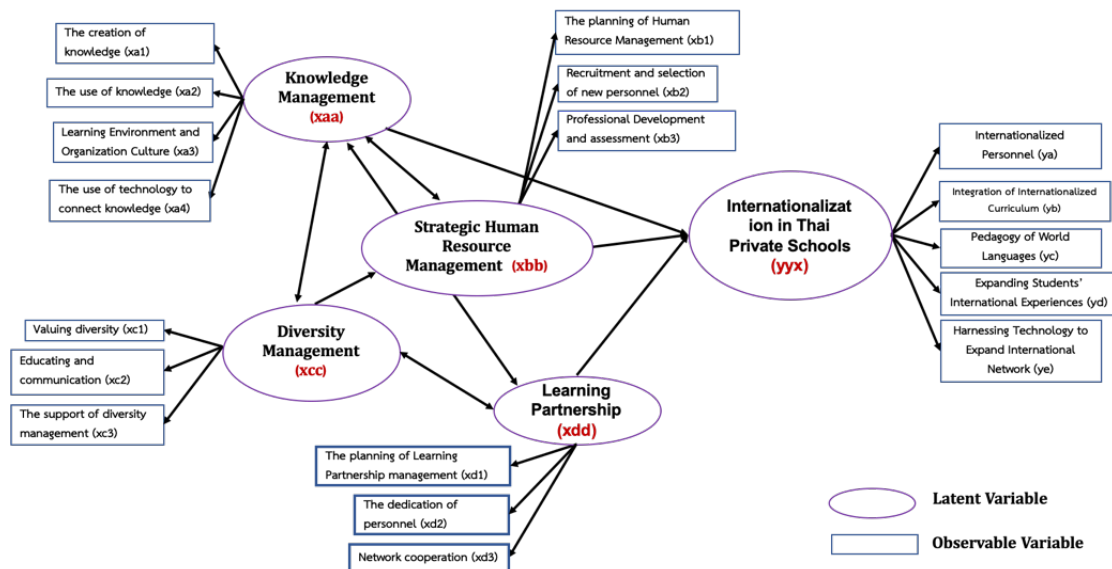 The creation of
knowledge (xa1)
The use of knowledge (xa2)
Learning Environment and
Organization Culture (xa3)
The use of technology to
connect knowledge (xa4)
Knowledge
Management
(xaa)
The planning of Human
Resource Management (xb1)
Recruitment and selection
of new personnel (xb2)
Professional Development
and assessment (xb3)
Strategic Human
Resource
Management (xbb)
Internationalizat
ion in Thai
Private Schools
(yyx)
Internationalized
Personnel (ya)
Integration of Internationalized
Curriculum (yb)
Pedagogy of World
Languages (yc)
Expanding Students'
International Experiences (yd)
Harnessing Technology to
Expand International
Network (ye)
Valuing diversity (xc1)
Educating and
communication (xc2)
The support of diversity
management (xc3)
Diversity
Management
(xcc)
Learning
Partnership
(xdd)
The planning of Learning
Partnership management (xd1)
The dedication of
personnel (xd2)
Network cooperation (xd3)
Latent Variable
Observable Variable